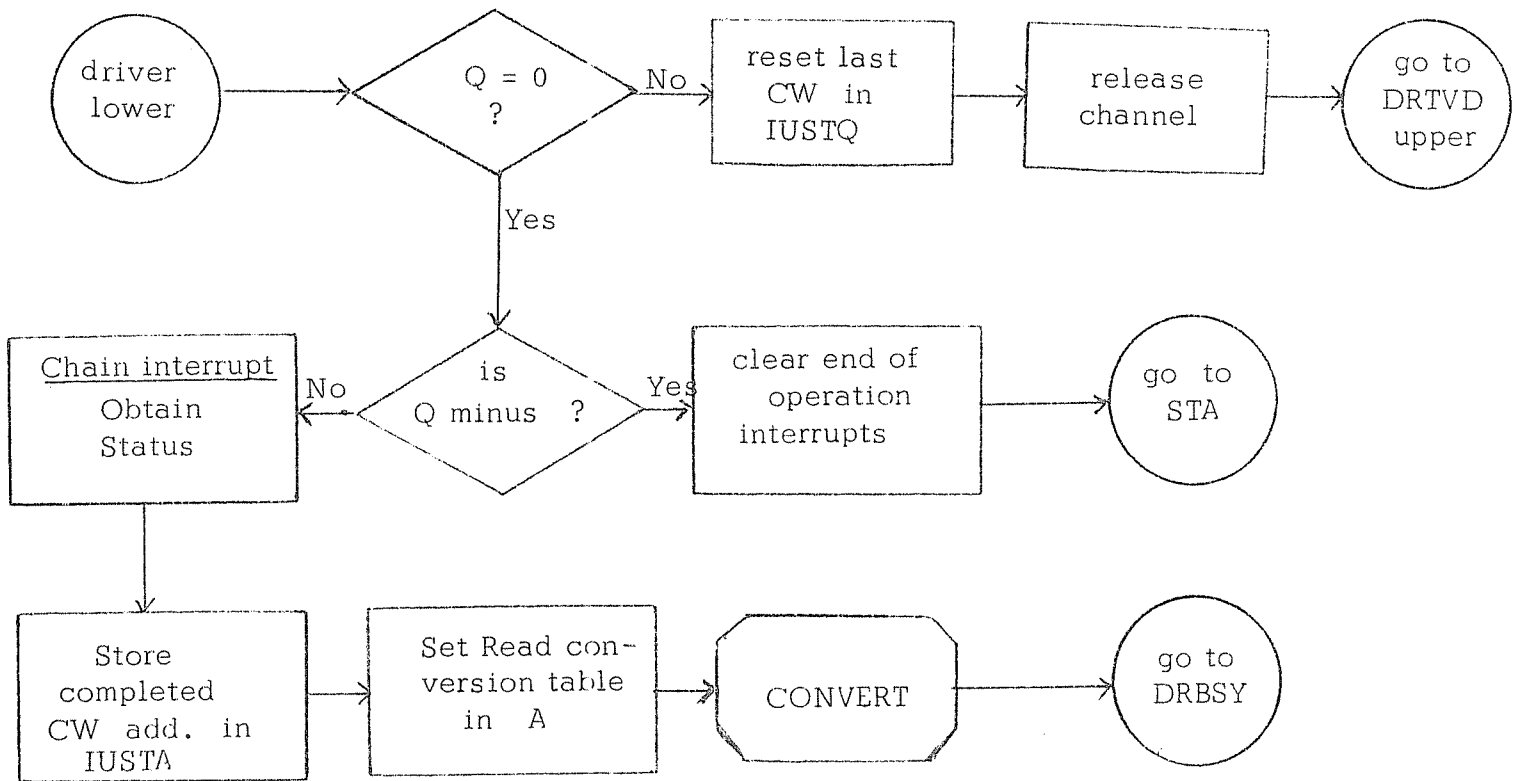 driver
lower
Q = 0
?
No
reset last
CW in
IUSTQ
release
channel
go to
DRTVD
upper
Yes
Chain interrupt
Obtain
Status
No
is
Q minus ?
Yes
clear end of
operation
interrupts
go to
STA
Store
completed
CW add. in
IUSTA
Set Read con-
version table
in A
CONVERT
go to
DRBSY